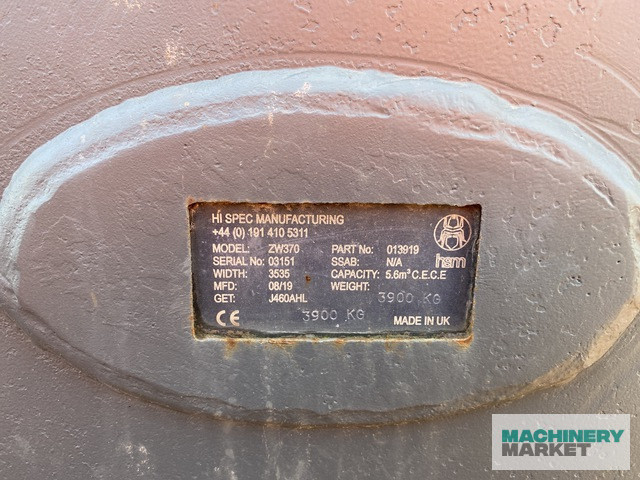 HI SPEC MANUFACTURING
+44 (0) 191 410 5311
MODEL: ZW370 PART No: 013919
SERIAL No: 03151 SSAB: N/A
WIDTH: 3535 CAPACITY: 5.6m³ C.E.C.E
MFD: 08/19 WEIGHT: 3900 KG
GET: J460AHL
CE 3900 KG MADE IN UK
hsm
MACHINERY
MARKET